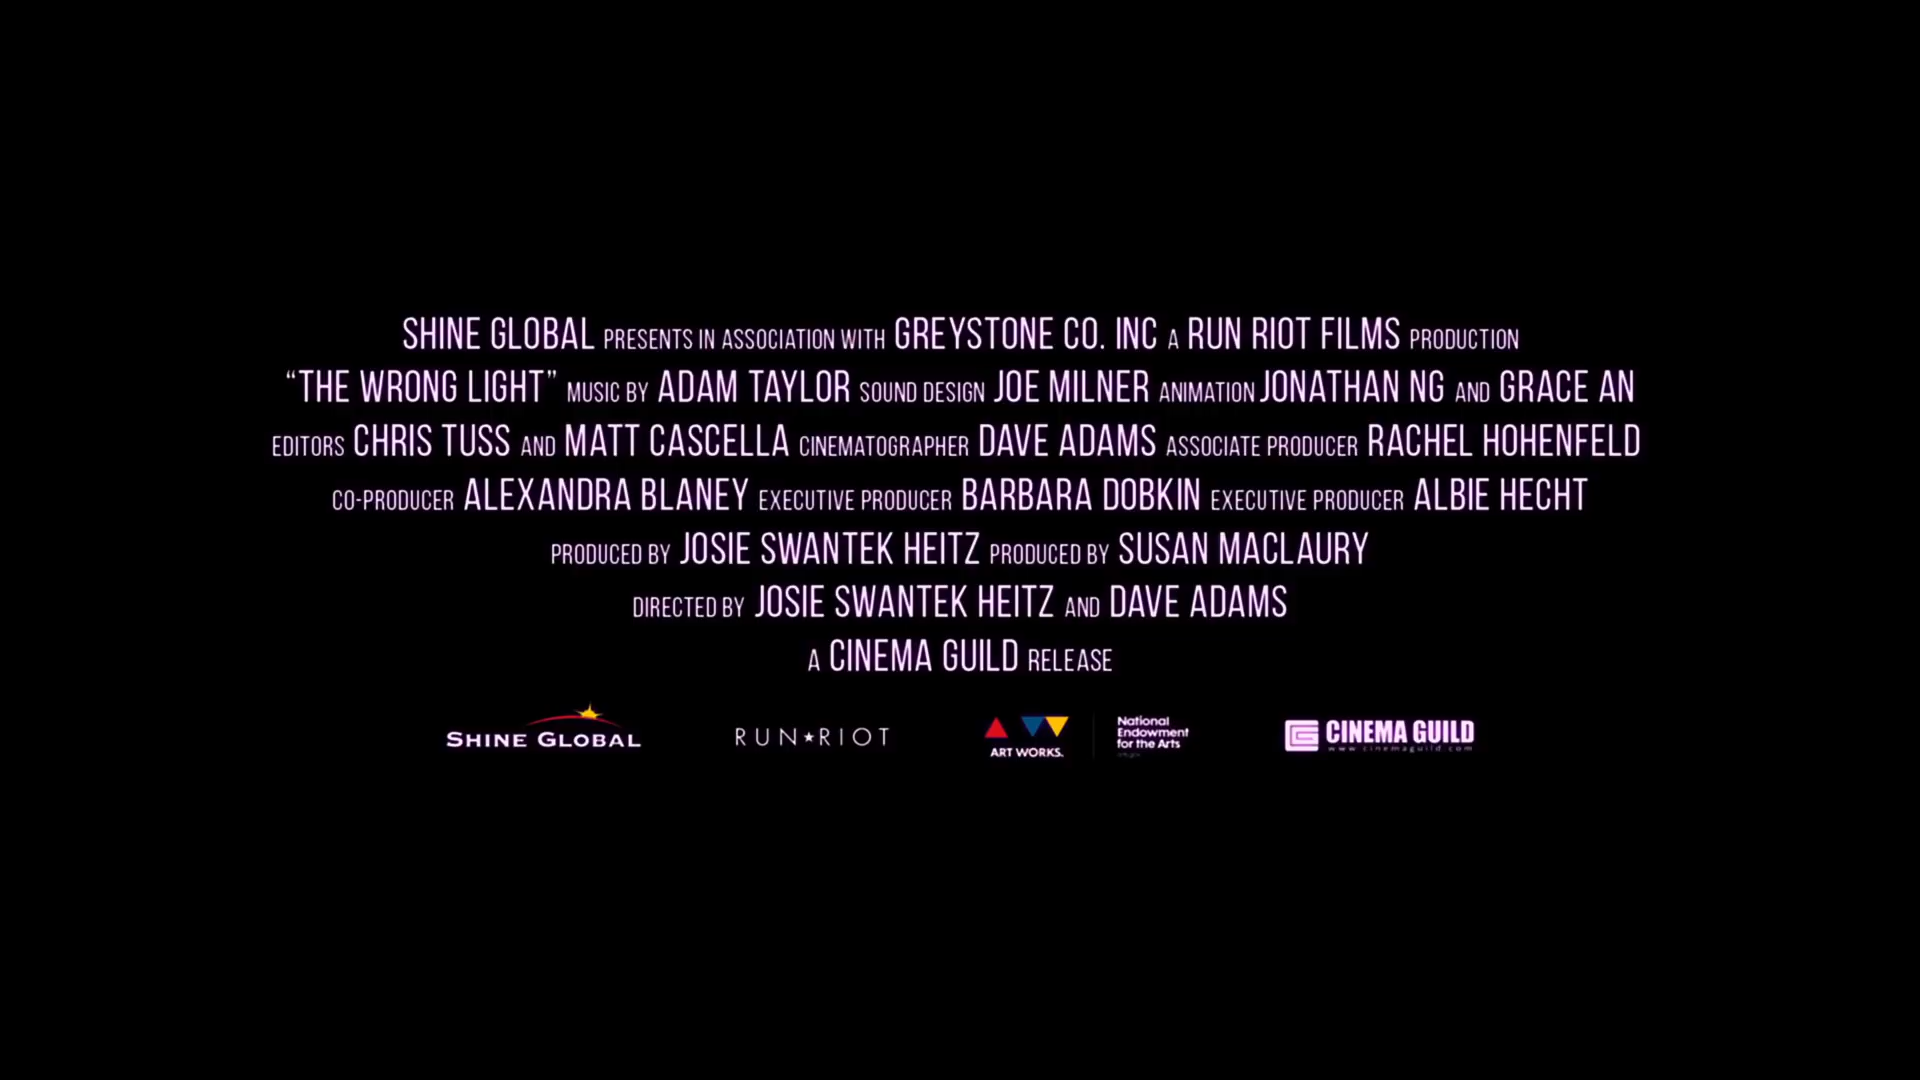 SHINE GLOBAL PRESENTS IN ASSOCIATION WITH GREYSTONE CO. INC A RUN RIOT FILMS PRODUCTION
“THE WRONG LIGHT” MUSIC BY ADAM TAYLOR SOUND DESIGN JOE MILNER ANIMATION JONATHAN NG AND GRACE AN
EDITORS CHRIS TUSS AND MATT CASCELLA CINEMATOGRAPHER DAVE ADAMS ASSOCIATE PRODUCER RACHEL HOHENFELD
CO-PRODUCER ALEXANDRA BLANEY EXECUTIVE PRODUCER BARBARA DOBKIN EXECUTIVE PRODUCER ALBIE HECHT
PRODUCED BY JOSIE SWANTEK HEITZ PRODUCED BY SUSAN MACLAURY
DIRECTED BY JOSIE SWANTEK HEITZ AND DAVE ADAMS
A CINEMA GUILD RELEASE
SHINE GLOBAL
RUN★RIOT
ART WORKS.
National
Endowment
for the Arts
CINEMA GUILD
www.cinemaguild.com